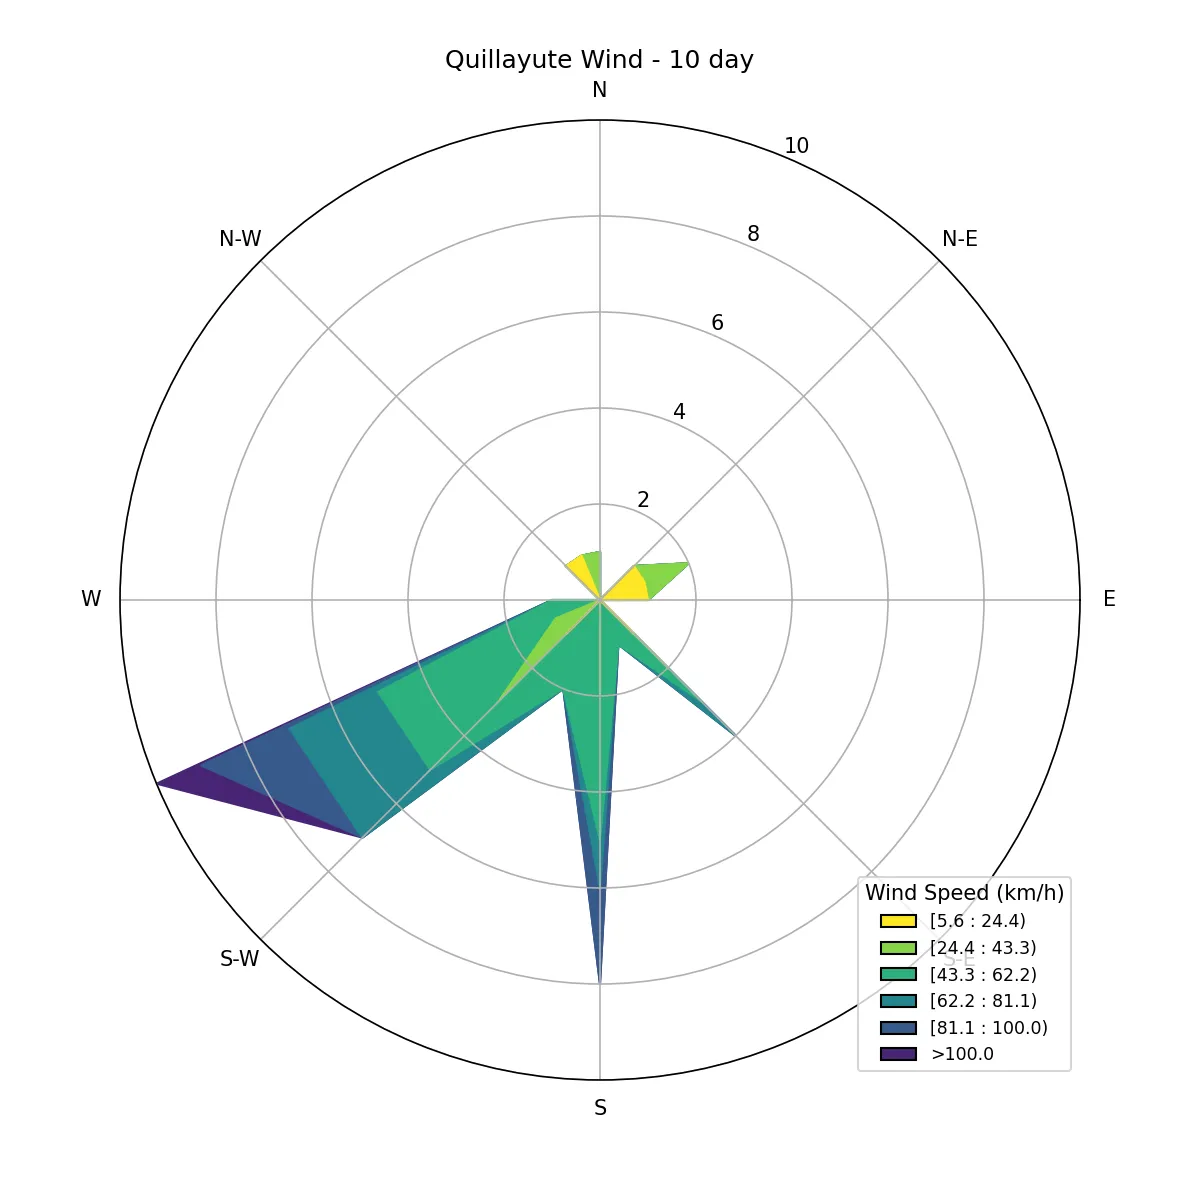 Quillayute Wind - 10 day
N
10
N-W
8
N-E
6
4
2
W
E
S-W
S-E
S
Wind Speed (km/h)
[5.6 : 24.4)
[24.4 : 43.3)
[43.3 : 62.2)
[62.2 : 81.1)
[81.1 : 100.0)
>100.0